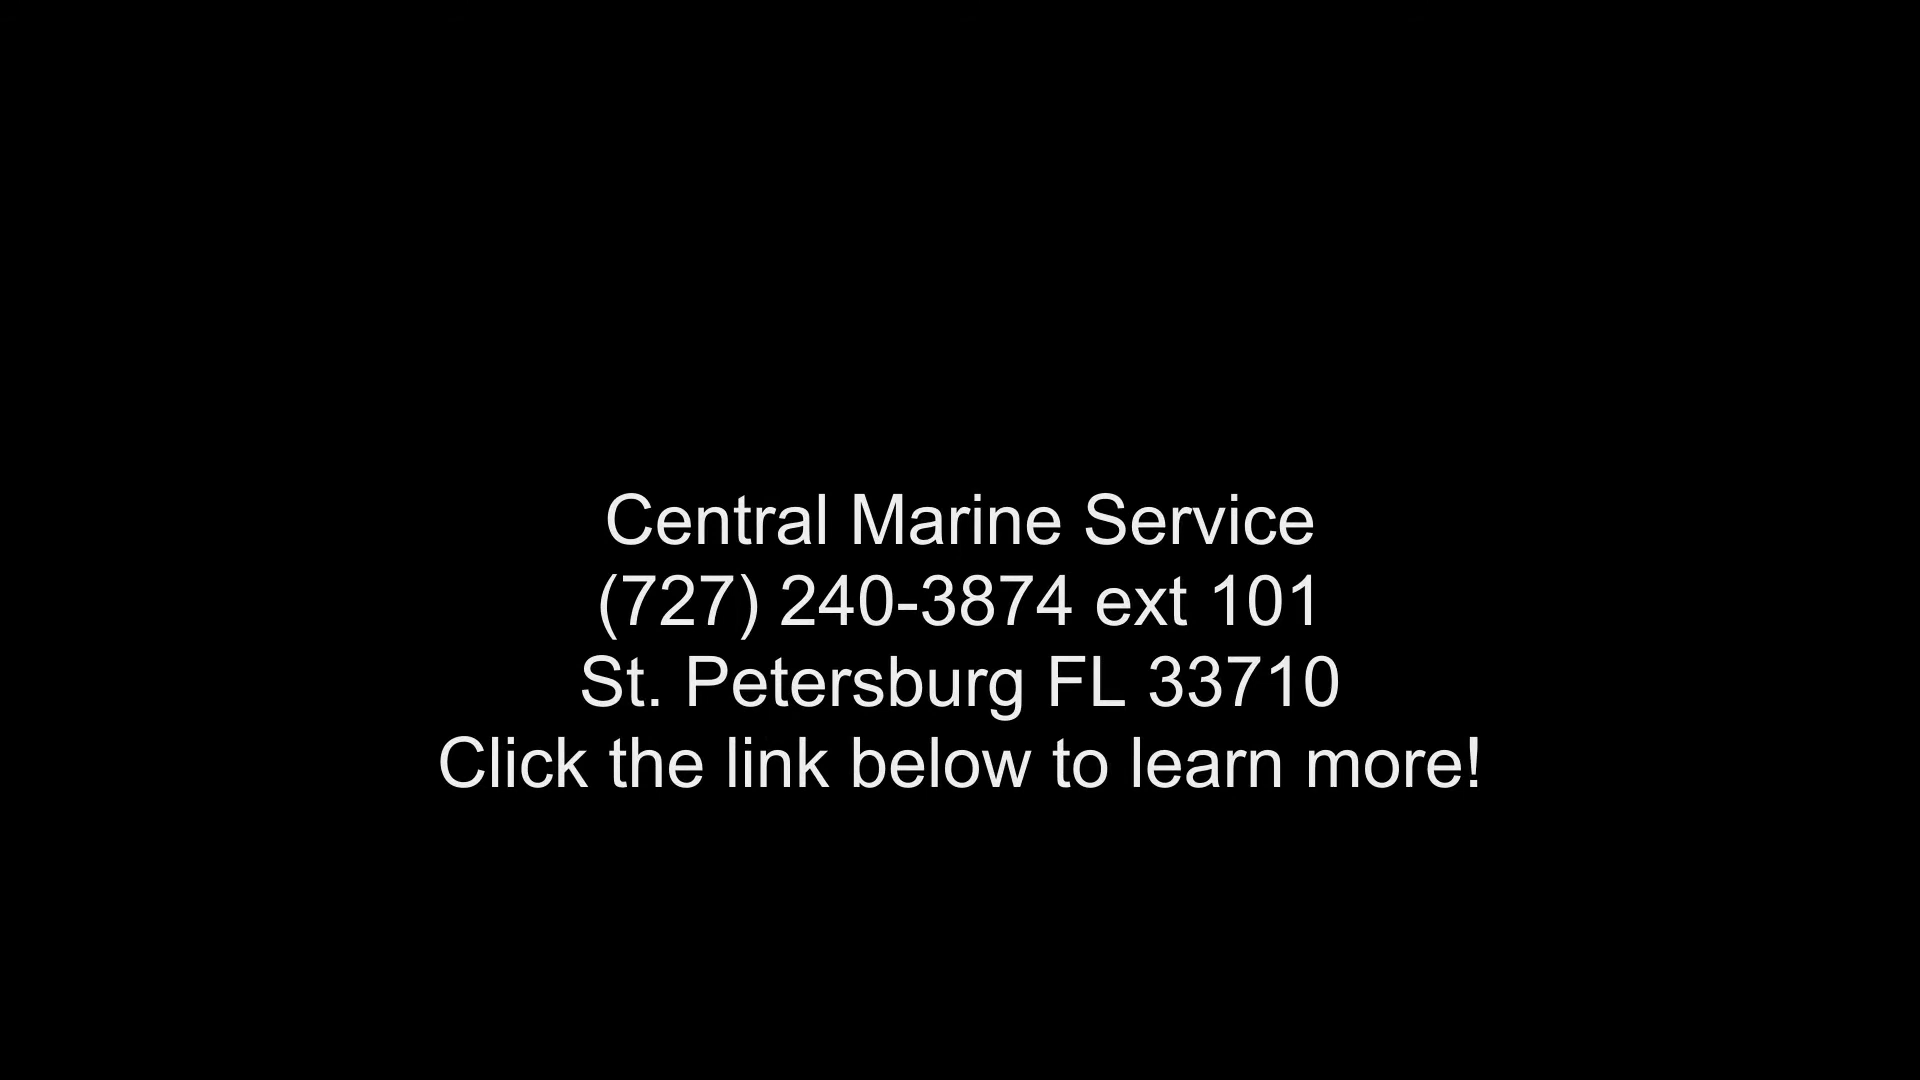 Central Marine Service
(727) 240-3874 ext 101
St. Petersburg FL 33710
Click the link below to learn more!